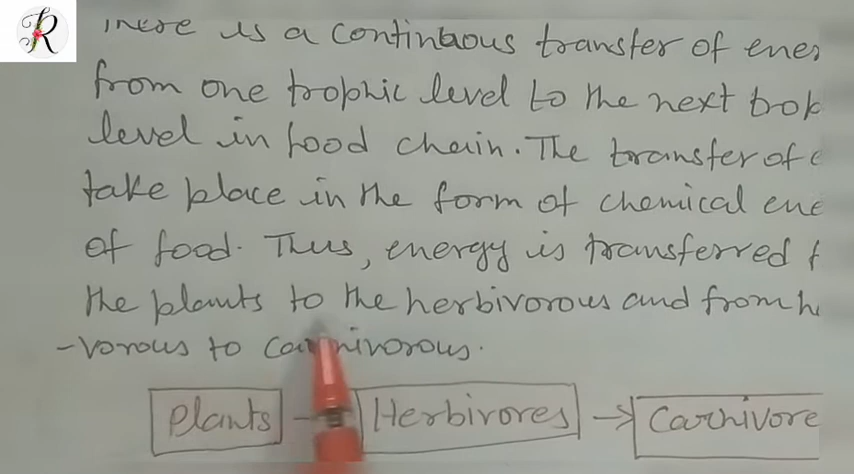 R
There is a continuous transfer of ener
from one trophic level to the next trop
level in food chain. The transfer of e
take place in the form of chemical ene
of food. Thus, energy is transferred f
the plants to the herbivorous and from h
-vorous to carnivorous.
Plants → Herbivores → Carnivore